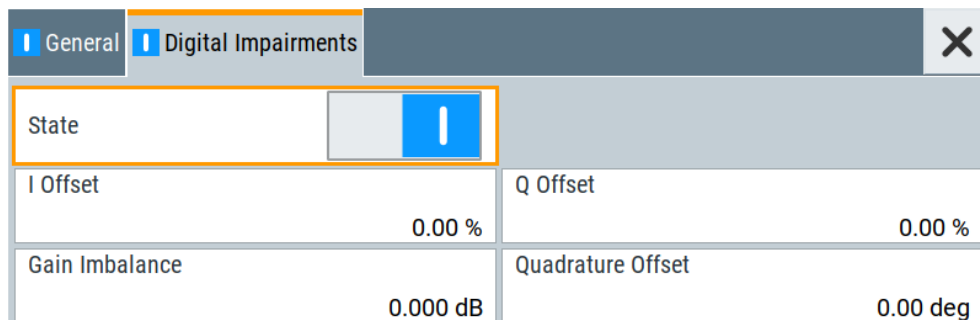 General Digital Impairments
State
I Offset Q Offset
0.00 % 0.00 %
Gain Imbalance Quadrature Offset
0.000 dB 0.00 deg